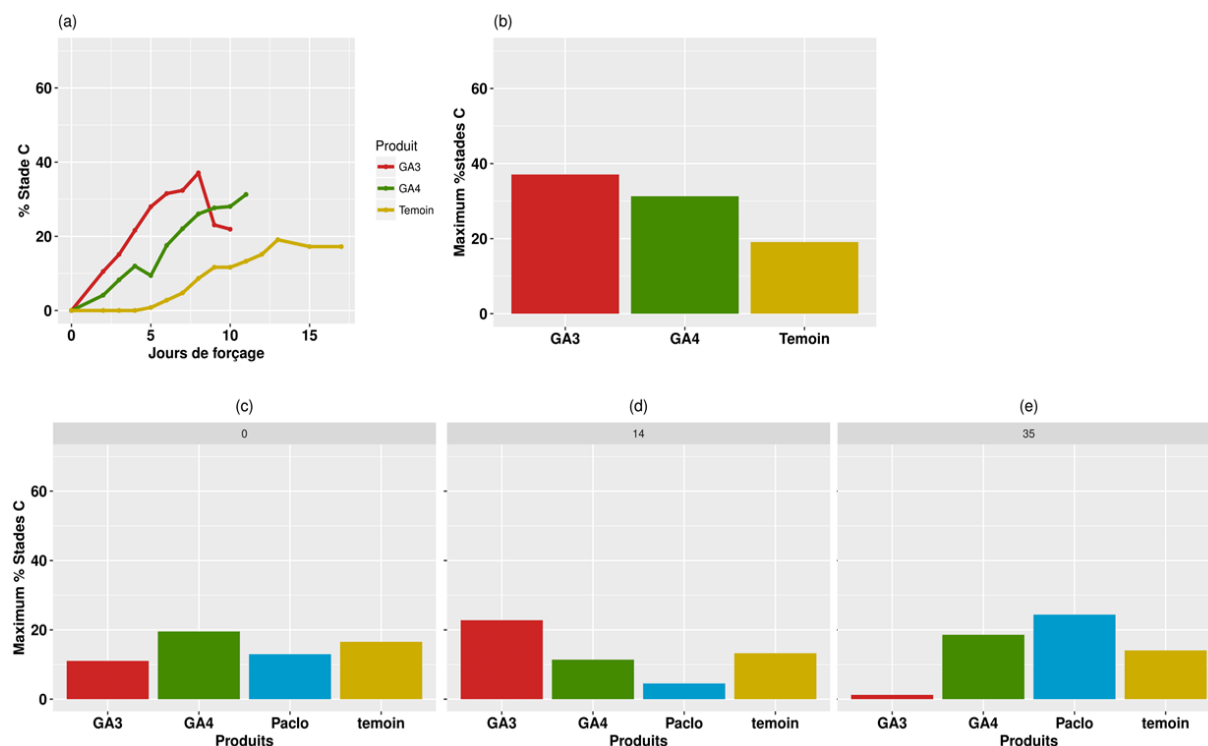 (a)
% Stade C
60
40
20
0
0 5 10 15
Jours de forçage
Produit
GA3
GA4
Temoin
(b)
Maximum %stades C
60
40
20
0
GA3 GA4 Temoin
(c)
0
Maximum % Stades C
60
40
20
0
GA3 GA4 Paclo temoin
Produits
(d)
14
GA3 GA4 Paclo temoin
Produits
(e)
35
GA3 GA4 Paclo temoin
Produits